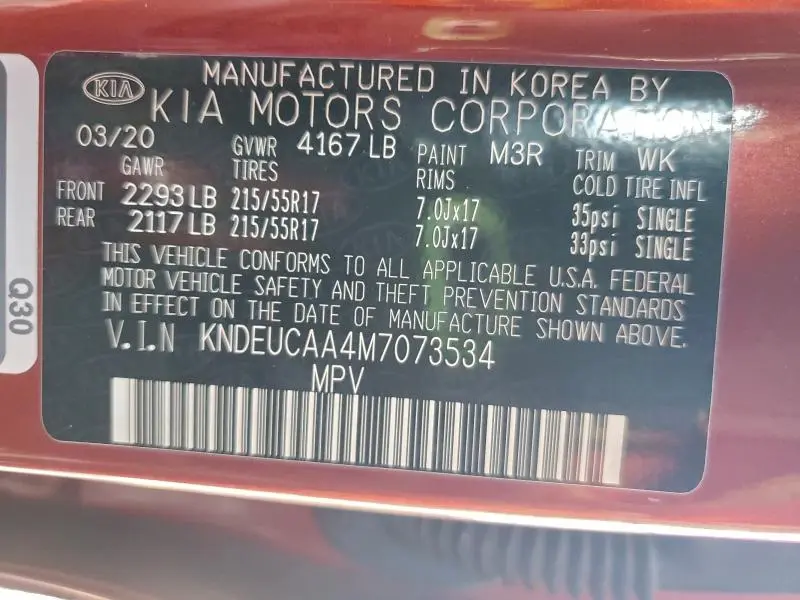 KIA
MANUFACTURED IN KOREA BY
KIA MOTORS CORPORATION
03/20 GVWR 4167 LB PAINT M3R TRIM WK
GAWR TIRES RIMS COLD TIRE INFL
FRONT 2293 LB 215/55R17 7.0Jx17 35psi SINGLE
REAR 2117 LB 215/55R17 7.0Jx17 33psi SINGLE
THIS VEHICLE CONFORMS TO ALL APPLICABLE U.S.A. FEDERAL
MOTOR VEHICLE SAFETY AND THEFT PREVENTION STANDARDS
IN EFFECT ON THE DATE OF MANUFACTURE SHOWN ABOVE.
V.I.N KNDEUCAA4M7073534
MPV
Q30